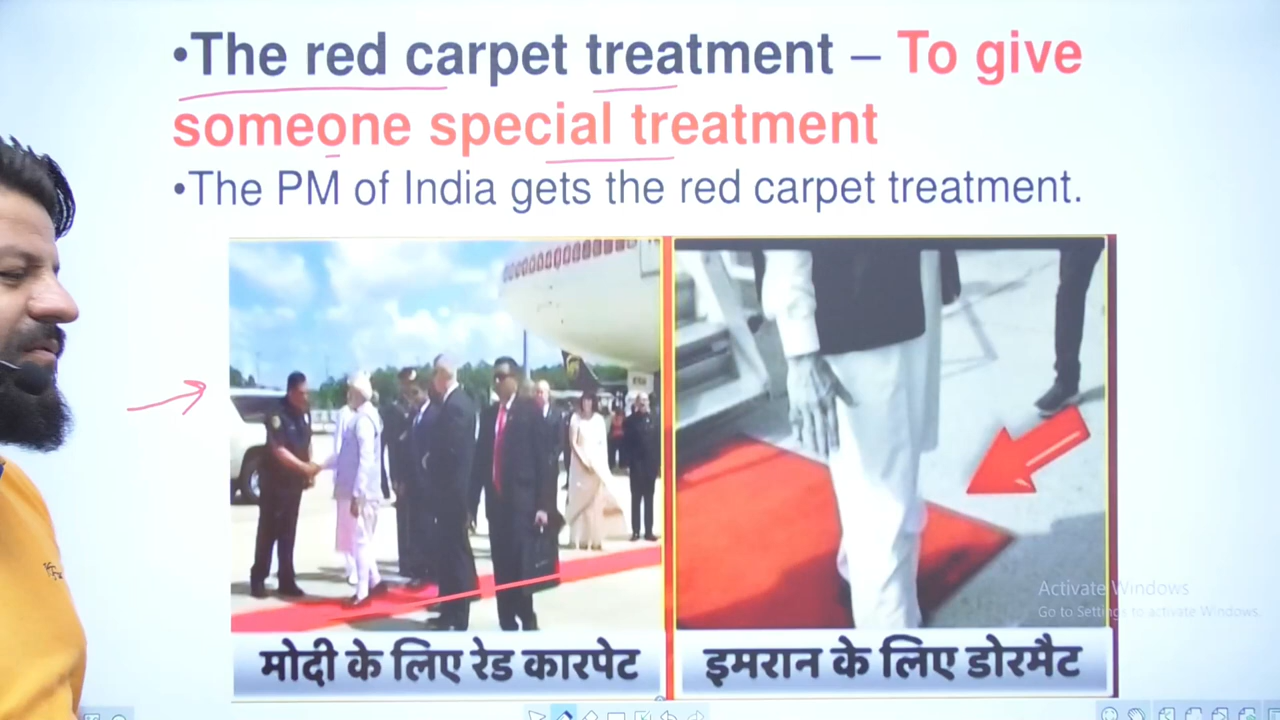 •The red carpet treatment – To give
someone special treatment
•The PM of India gets the red carpet treatment.
मोदी के लिए रेड कारपेट
इमरान के लिए डोरमैट
Activate Windows
Go to Settings to activate Windows.